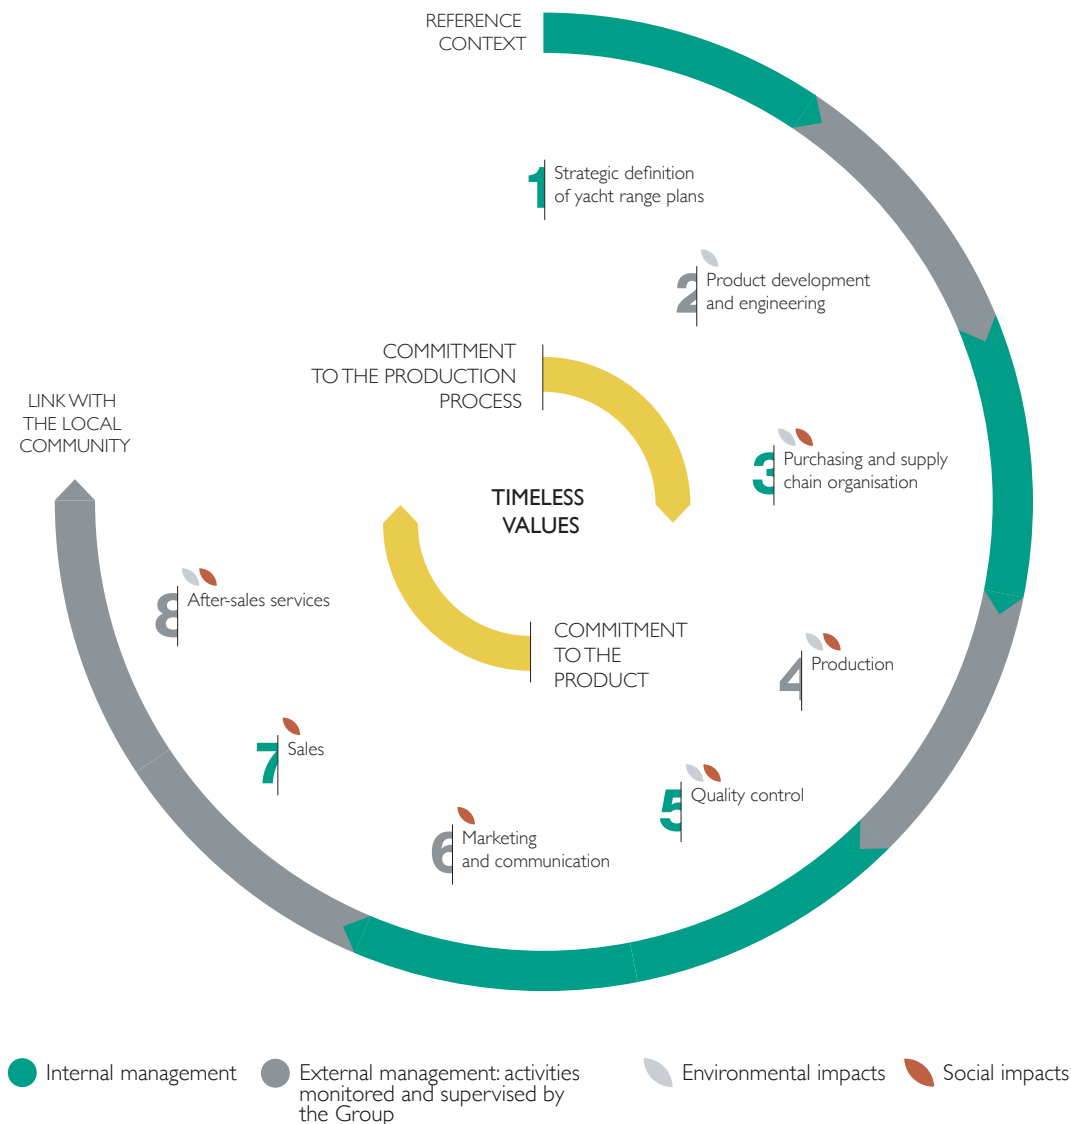 REFERENCE
CONTEXT
1
Strategic definition
of yacht range plans
2
Product development
and engineering
COMMITMENT
TO THE PRODUCTION
PROCESS
LINK WITH
THE LOCAL
COMMUNITY
3
Purchasing and supply
chain organisation
TIMELESS
VALUES
8
After-sales services
COMMITMENT
TO THE
PRODUCT
4
Production
7
Sales
5
Quality control
6
Marketing
and communication
Internal management
External management: activities
monitored and supervised by
the Group
Environmental impacts
Social impacts